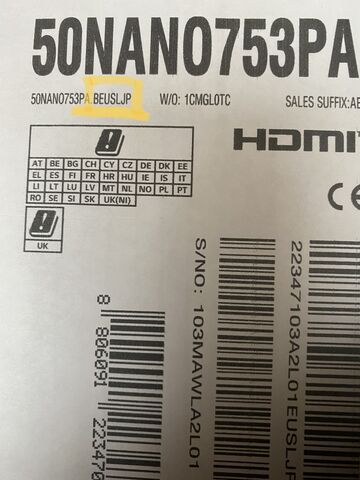 50NANO753PA
50NANO753PA.BEUSLJP W/O: 1CMGL0TC SALES SUFFIX:AE
HDMI
AT BE BG CH CY CZ DE DK EE
EL ES FI FR HR HU IE IS IT
LI LT LU LV MT NL NO PL PT
RO SE SI SK UK(NI)
CE
UK
S/NO: 103MAWLA2L01
22347103A2L01EUSLJP
8 806091 223470